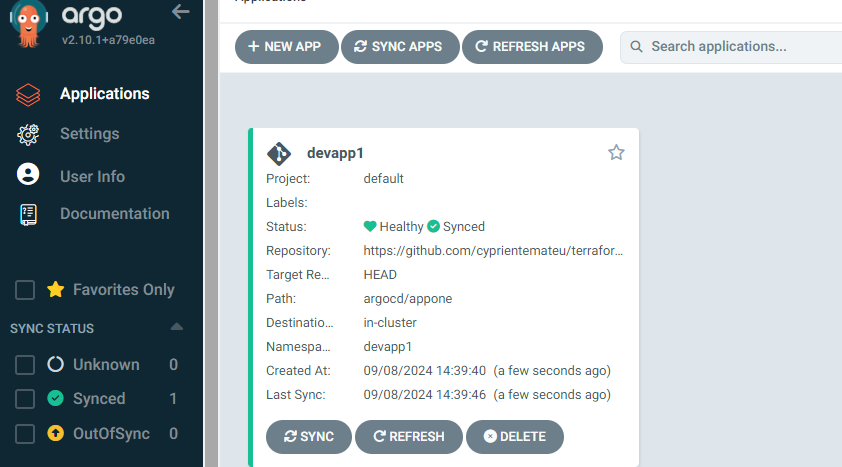 argo
v2.10.1+a79e0ea
Applications
Settings
User Info
Documentation
Favorites Only
SYNC STATUS
Unknown 0
Synced 1
OutOfSync 0
Applications
NEW APP SYNC APPS REFRESH APPS Search applications...
devapp1
Project: default
Labels:
Status: Healthy Synced
Repository: https://github.com/cyprientemateu/terrafor...
Target Re... HEAD
Path: argocd/appone
Destinatio... in-cluster
Namespa... devapp1
Created At: 09/08/2024 14:39:40 (a few seconds ago)
Last Sync: 09/08/2024 14:39:46 (a few seconds ago)
SYNC REFRESH DELETE